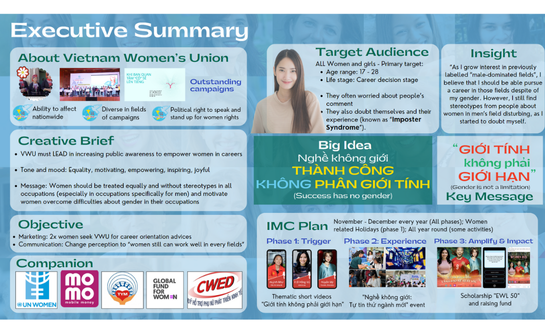 Executive Summary
About Vietnam Women's Union
Outstanding
campaigns
Ability to affect
nationwide
Diverse in fields
of campaigns
Political right to speak and
stand up for women rights
Creative Brief
VWU must LEAD in increasing public awareness to empower women in careers
Tone and mood: Equality, motivating, empowering, inspiring, joyful
Message: Women should be treated equally and without stereotypes in all
occupations (especially in occupations specifically for men) and motivate
women overcome difficulties about gender in their occupations
Objective
Marketing: 2x women seek VWU for career orientation advices
Communication: Change perception to "women still can work well in every fields"
Companion
UN WOMEN
mo
mo
mobile money
GLOBAL
FUND
FOR
WOMEN
CWED
Target Audience
ALL Women and girls - Primary target:
Age range: 17 - 28
Life stage: Career decision stage
They often worried about people's
comment
They also doubt themselves and their
experience (known as "Imposter
Syndrome").
Insight
"As I grow interest in previously
labelled "male-dominated fields", I
believe that I should be able pursue
a career in those fields despite of
my gender. However, I still find
stereotypes from people about
women in men's field disturbing, as I
started to doubt myself.
Big Idea
Nghề không giới
THÀNH CÔNG
KHÔNG PHÂN GIỚI TÍNH
(Success has no gender)
"GIỚI TÍNH
không phải
GIỚI HẠN"
(Gender is not a limitation)
Key Message
IMC Plan
November - December every year (All phases); Women
related Holidays (phase 1); All year round (some activities)
Phase 1: Trigger
Phase 2: Experience
Phase 3: Amplify & Impact
Thematic short videos
"Giới tính không phải giới hạn"
"Nghề không giới:
Tự tin thử ngành mới" event
Scholarship "EWL 50"
and raising fund